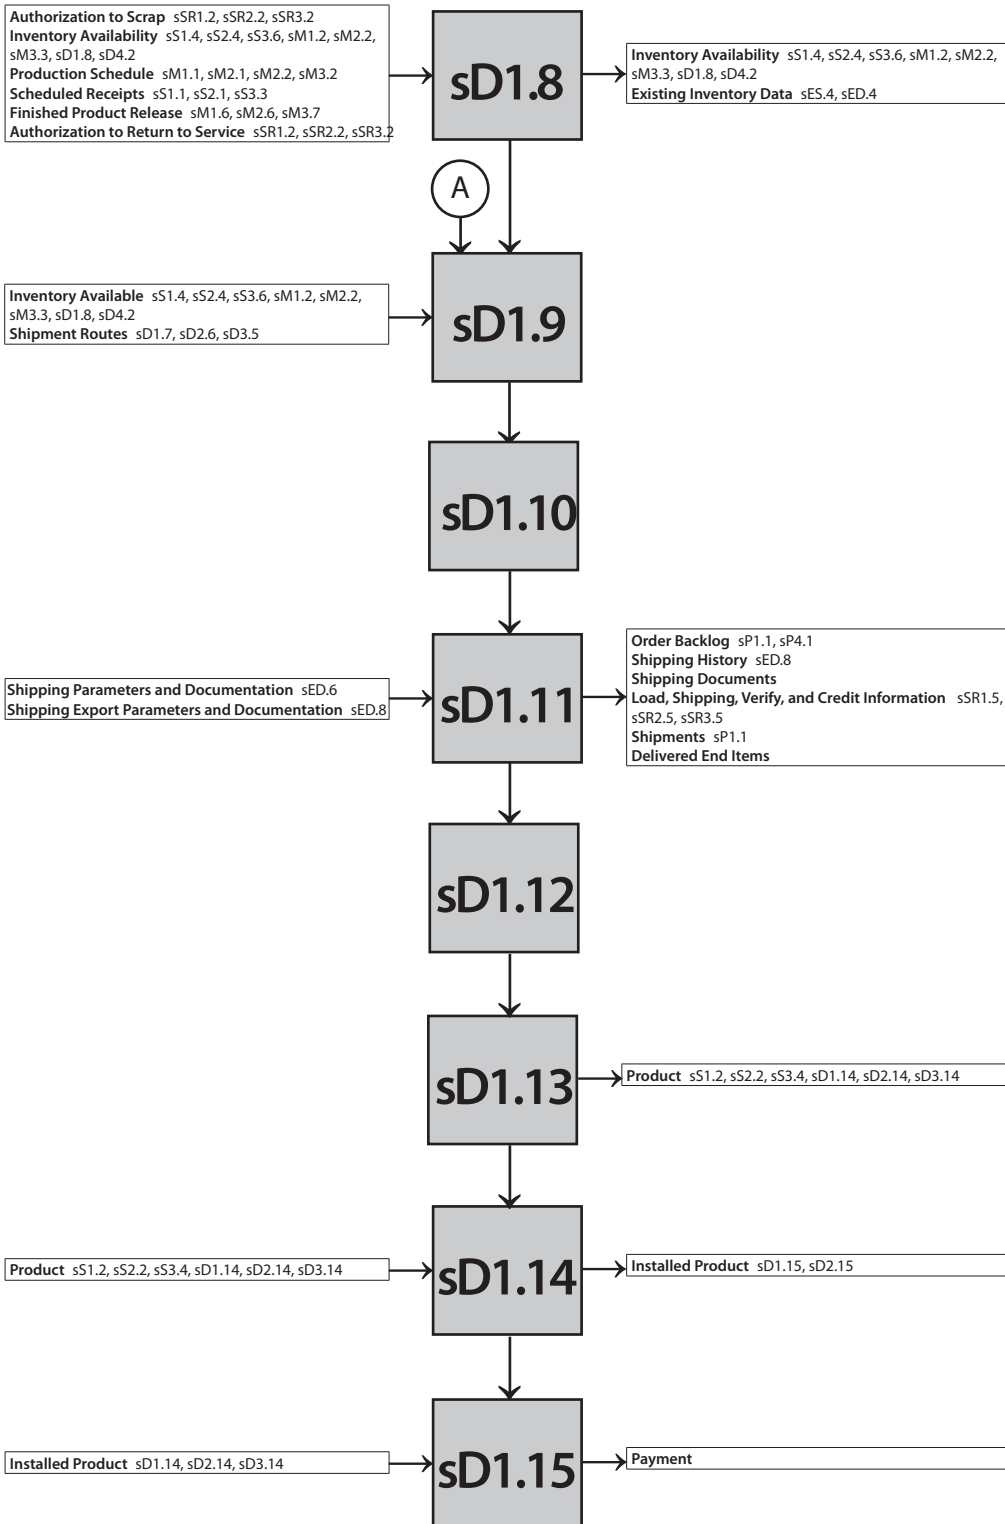 Authorization to Scrap sSR1.2, sSR2.2, sSR3.2
Inventory Availability sS1.4, sS2.4, sS3.6, sM1.2, sM2.2,
sM3.3, sD1.8, sD4.2
Production Schedule sM1.1, sM2.1, sM2.2, sM3.2
Scheduled Receipts sS1.1, sS2.1, sS3.3
Finished Product Release sM1.6, sM2.6, sM3.7
Authorization to Return to Service sSR1.2, sSR2.2, sSR3.2
sD1.8
Inventory Availability sS1.4, sS2.4, sS3.6, sM1.2, sM2.2,
sM3.3, sD1.8, sD4.2
Existing Inventory Data sES.4, sED.4
A
Inventory Available sS1.4, sS2.4, sS3.6, sM1.2, sM2.2,
sM3.3, sD1.8, sD4.2
Shipment Routes sD1.7, sD2.6, sD3.5
sD1.9
sD1.10
Shipping Parameters and Documentation sED.6
Shipping Export Parameters and Documentation sED.8
sD1.11
Order Backlog sP1.1, sP4.1
Shipping History sED.8
Shipping Documents
Load, Shipping, Verify, and Credit Information sSR1.5,
sSR2.5, sSR3.5
Shipments sP1.1
Delivered End Items
sD1.12
sD1.13
Product sS1.2, sS2.2, sS3.4, sD1.14, sD2.14, sD3.14
Product sS1.2, sS2.2, sS3.4, sD1.14, sD2.14, sD3.14
sD1.14
Installed Product sD1.15, sD2.15
Installed Product sD1.14, sD2.14, sD3.14
sD1.15
Payment